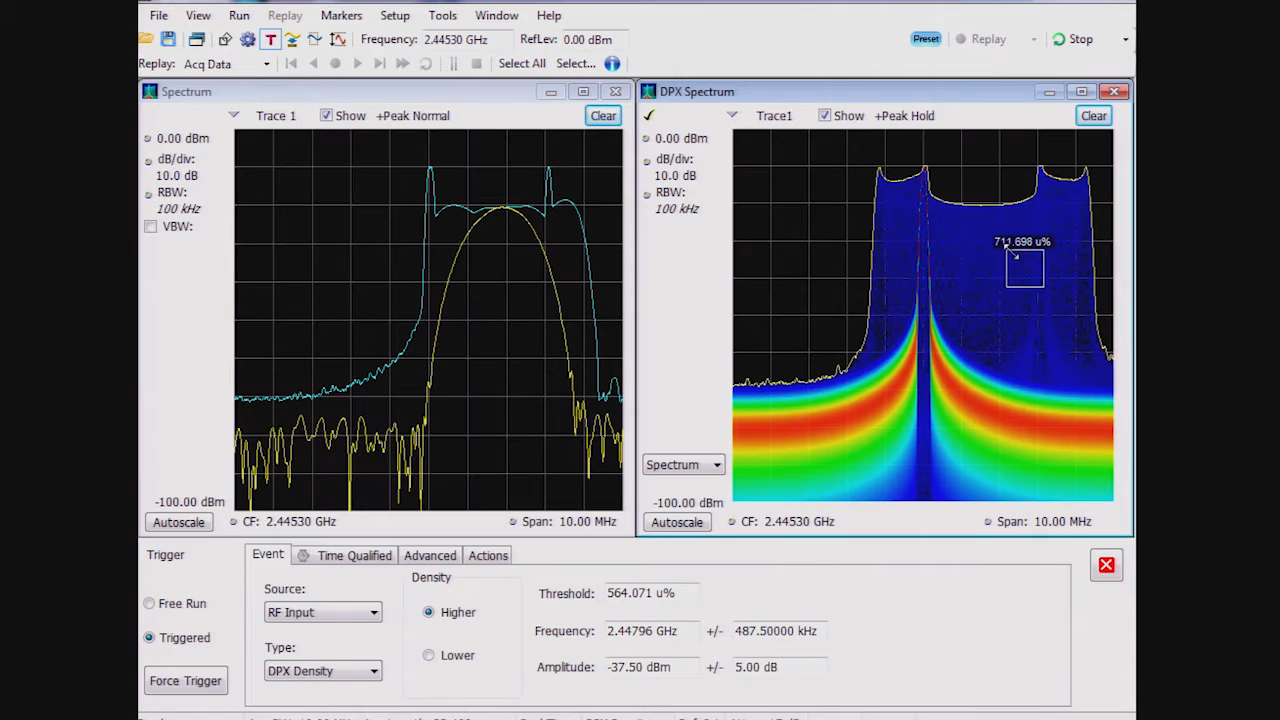 File View Run Replay Markers Setup Tools Window Help
Frequency: 2.44530 GHz RefLev: 0.00 dBm Preset Replay Stop
Replay: Acq Data Select All Select...
Spectrum
Trace 1 Show +Peak Normal Clear
0.00 dBm
dB/div:
10.0 dB
RBW:
100 kHz
VBW:
-100.00 dBm
Autoscale CF: 2.44530 GHz Span: 10.00 MHz
DPX Spectrum
Trace1 Show +Peak Hold Clear
0.00 dBm
dB/div:
10.0 dB
RBW:
100 kHz
711.698 u%
Spectrum
-100.00 dBm
Autoscale CF: 2.44530 GHz Span: 10.00 MHz
Trigger
Free Run
Triggered
Force Trigger
Event Time Qualified Advanced Actions
Source:
RF Input
Type:
DPX Density
Density
Higher
Lower
Threshold: 564.071 u%
Frequency: 2.44796 GHz +/- 487.50000 kHz
Amplitude: -37.50 dBm +/- 5.00 dB